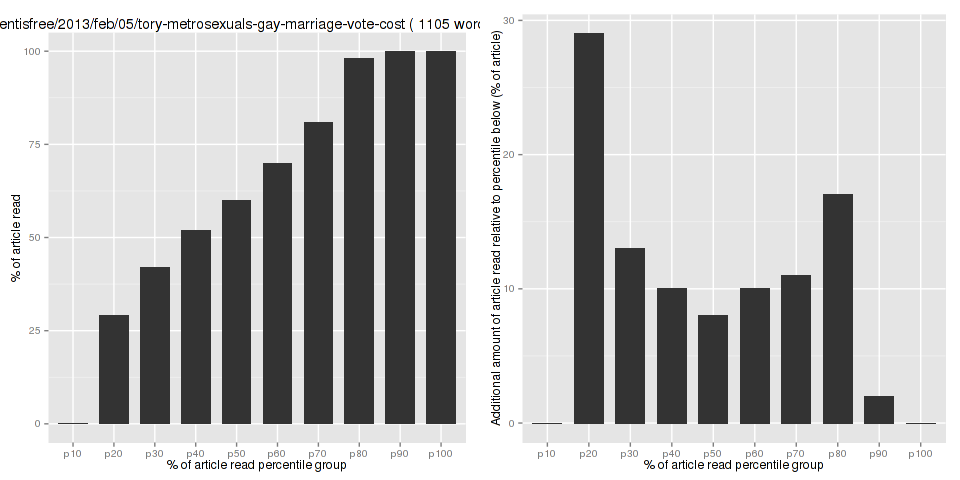 entisfree/2013/feb/05/tory-metrosexuals-gay-marriage-vote-cost ( 1105 word
% of article read
100
75
50
25
0
p10 p20 p30 p40 p50 p60 p70 p80 p90 p100
% of article read percentile group
Additional amount of article read relative to percentile below (% of article)
30
20
10
0
p10 p20 p30 p40 p50 p60 p70 p80 p90 p100
% of article read percentile group